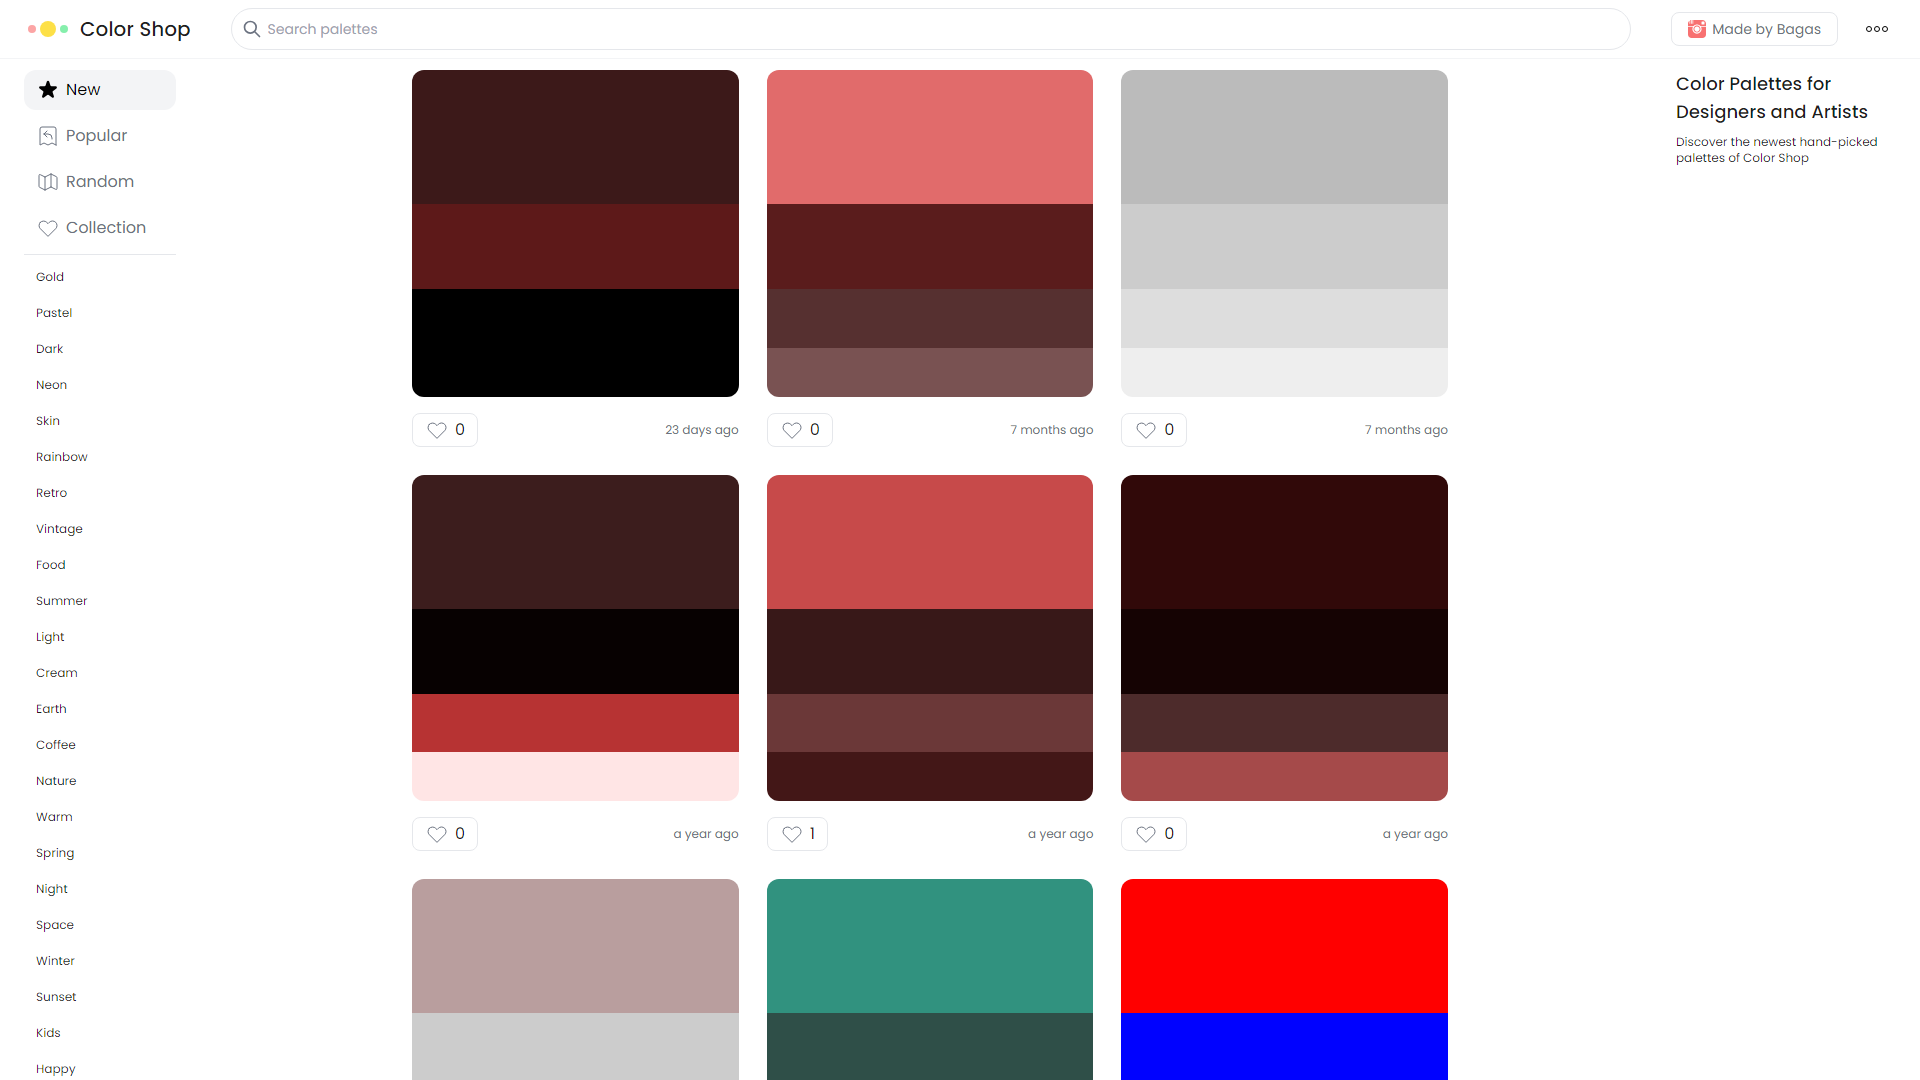 Color Shop
Search palettes
Made by Bagas
New
Popular
Random
Collection
Gold
Pastel
Dark
Neon
Skin
Rainbow
Retro
Vintage
Food
Summer
Light
Cream
Earth
Coffee
Nature
Warm
Spring
Night
Space
Winter
Sunset
Kids
Happy
0
23 days ago
0
7 months ago
0
7 months ago
0
a year ago
1
a year ago
0
a year ago
Color Palettes for
Designers and Artists
Discover the newest hand-picked
palettes of Color Shop